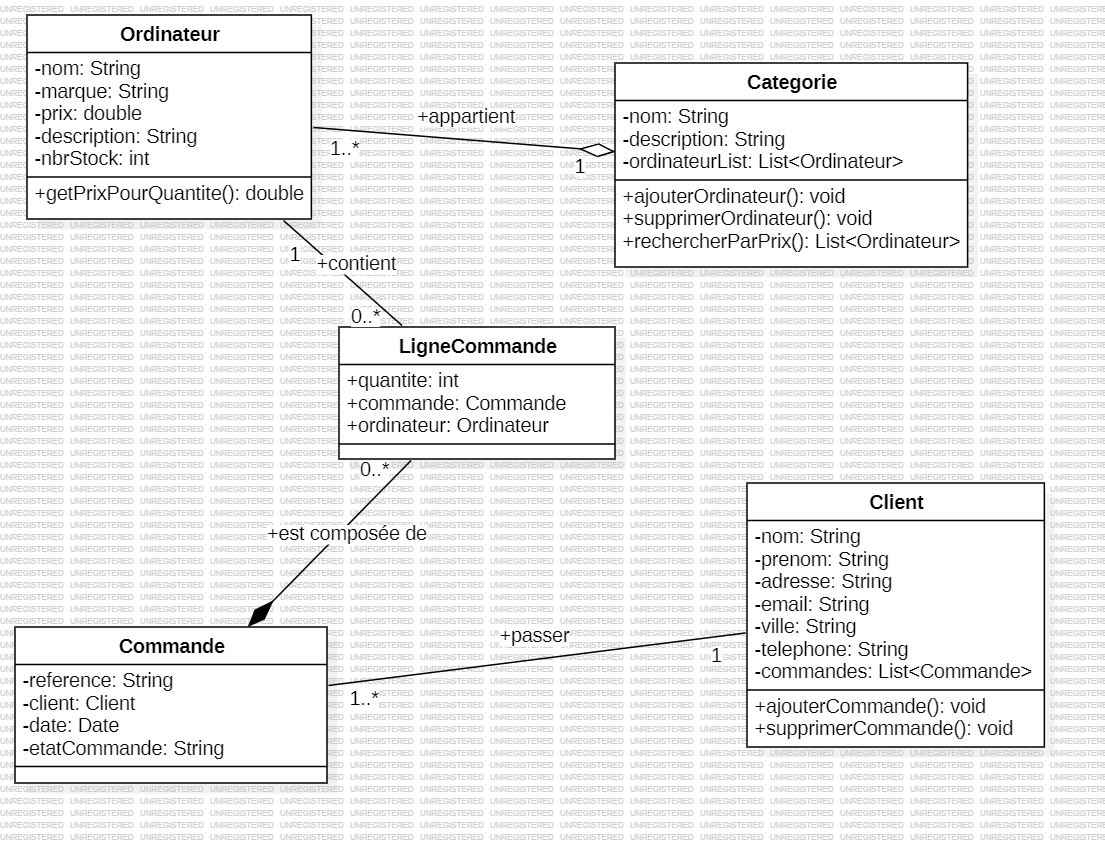 Ordinateur
-nom: String
-marque: String
-prix: double
-description: String
-nbrStock: int
+getPrixPourQuantite(): double
+appartient
1..*
1
Categorie
-nom: String
-description: String
-ordinateurList: List<Ordinateur>
+ajouterOrdinateur(): void
+supprimerOrdinateur(): void
+rechercherParPrix(): List<Ordinateur>
1
+contient
0..*
LigneCommande
+quantite: int
+commande: Commande
+ordinateur: Ordinateur
0..*
+est composée de
Commande
-reference: String
-client: Client
-date: Date
-etatCommande: String
+passer
1..*
1
Client
-nom: String
-prenom: String
-adresse: String
-email: String
-ville: String
-telephone: String
-commandes: List<Commande>
+ajouterCommande(): void
+supprimerCommande(): void
UNREGISTERED